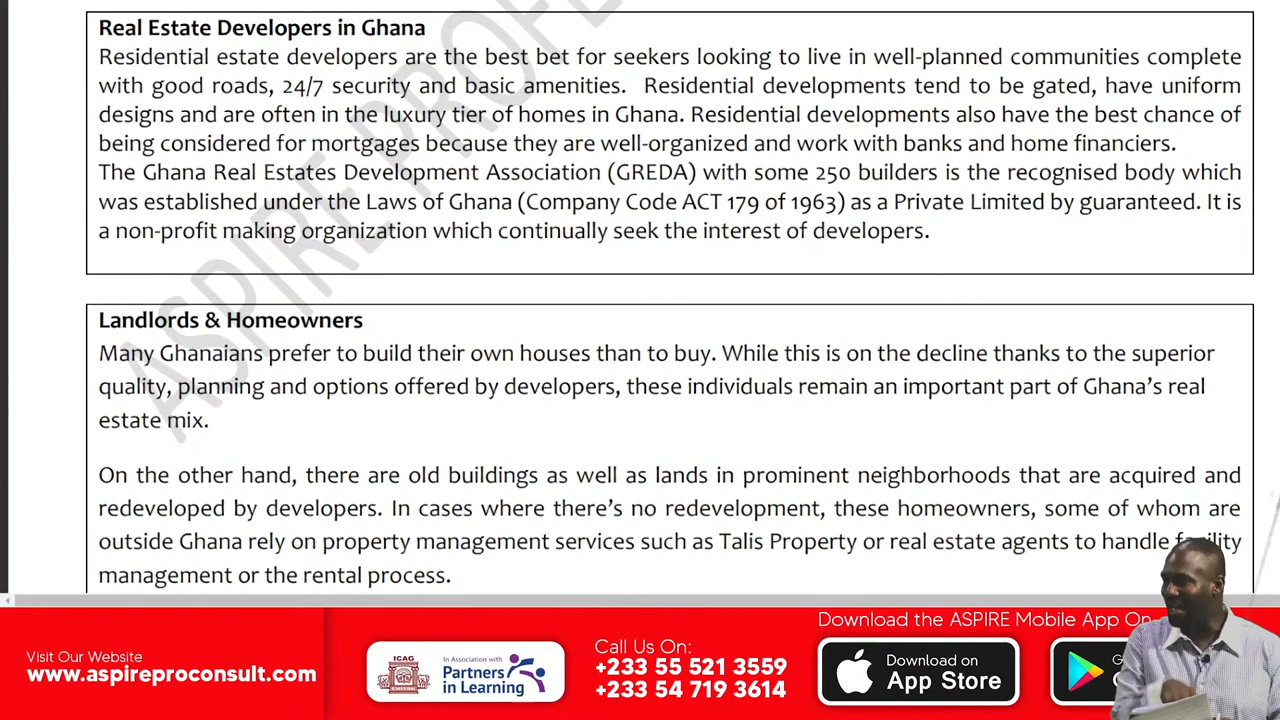 Real Estate Developers in Ghana
Residential estate developers are the best bet for seekers looking to live in well-planned communities complete
with good roads, 24/7 security and basic amenities. Residential developments tend to be gated, have uniform
designs and are often in the luxury tier of homes in Ghana. Residential developments also have the best chance of
being considered for mortgages because they are well-organized and work with banks and home financiers.
The Ghana Real Estates Development Association (GREDA) with some 250 builders is the recognised body which
was established under the Laws of Ghana (Company Code ACT 179 of 1963) as a Private Limited by guaranteed. It is
a non-profit making organization which continually seek the interest of developers.
Landlords & Homeowners
Many Ghanaians prefer to build their own houses than to buy. While this is on the decline thanks to the superior
quality, planning and options offered by developers, these individuals remain an important part of Ghana's real
estate mix.
On the other hand, there are old buildings as well as lands in prominent neighborhoods that are acquired and
redeveloped by developers. In cases where there's no redevelopment, these homeowners, some of whom are
outside Ghana rely on property management services such as Talis Property or real estate agents to handle facility
management or the rental process.
ASPIRE PROF
Visit Our Website
www.aspireproconsult.com
ICAG
In Association with
Partners
in Learning
Call Us On:
+233 55 521 3559
+233 54 719 3614
Download the ASPIRE Mobile App On
Download on
App Store